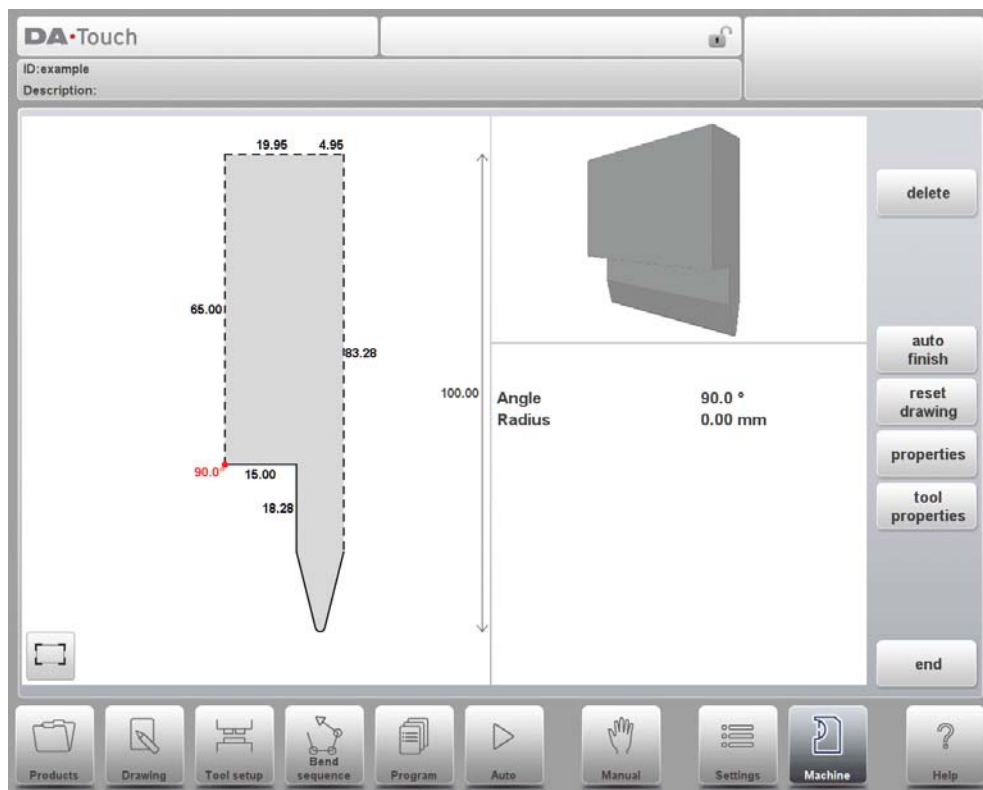 DA•Touch
ID:example
Description:
19.95
4.95
65.00
83.28
100.00
90.0°
15.00
18.28
Angle 90.0 °
Radius 0.00 mm
delete
auto
finish
reset
drawing
properties
tool
properties
end
Products
Drawing
Tool setup
Bend
sequence
Program
Auto
Manual
Settings
Machine
?
Help